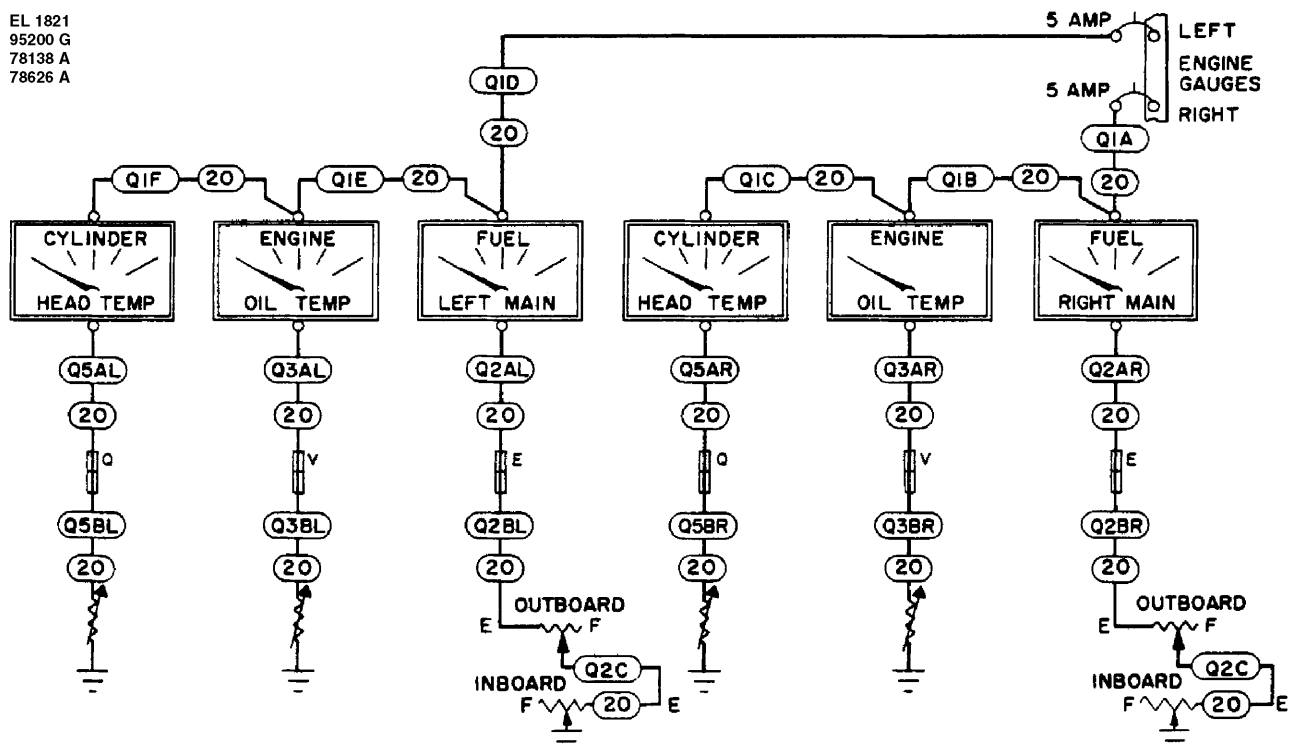 EL 1821
95200 G
78138 A
78626 A
5 AMP
LEFT
ENGINE
GAUGES
5 AMP
RIGHT
Q1D
20
Q1A
20
Q1F 20 Q1E 20
Q1C 20 Q1B 20
CYLINDER
HEAD TEMP
ENGINE
OIL TEMP
FUEL
LEFT MAIN
CYLINDER
HEAD TEMP
ENGINE
OIL TEMP
FUEL
RIGHT MAIN
Q5AL Q3AL Q2AL Q5AR Q3AR Q2AR
20 20 20 20 20 20
Q V E Q V E
Q5BL Q3BL Q2BL Q5BR Q3BR Q2BR
20 20 20 20 20 20
OUTBOARD
E F
Q2C
INBOARD
F 20 E
OUTBOARD
E F
Q2C
INBOARD
F 20 E